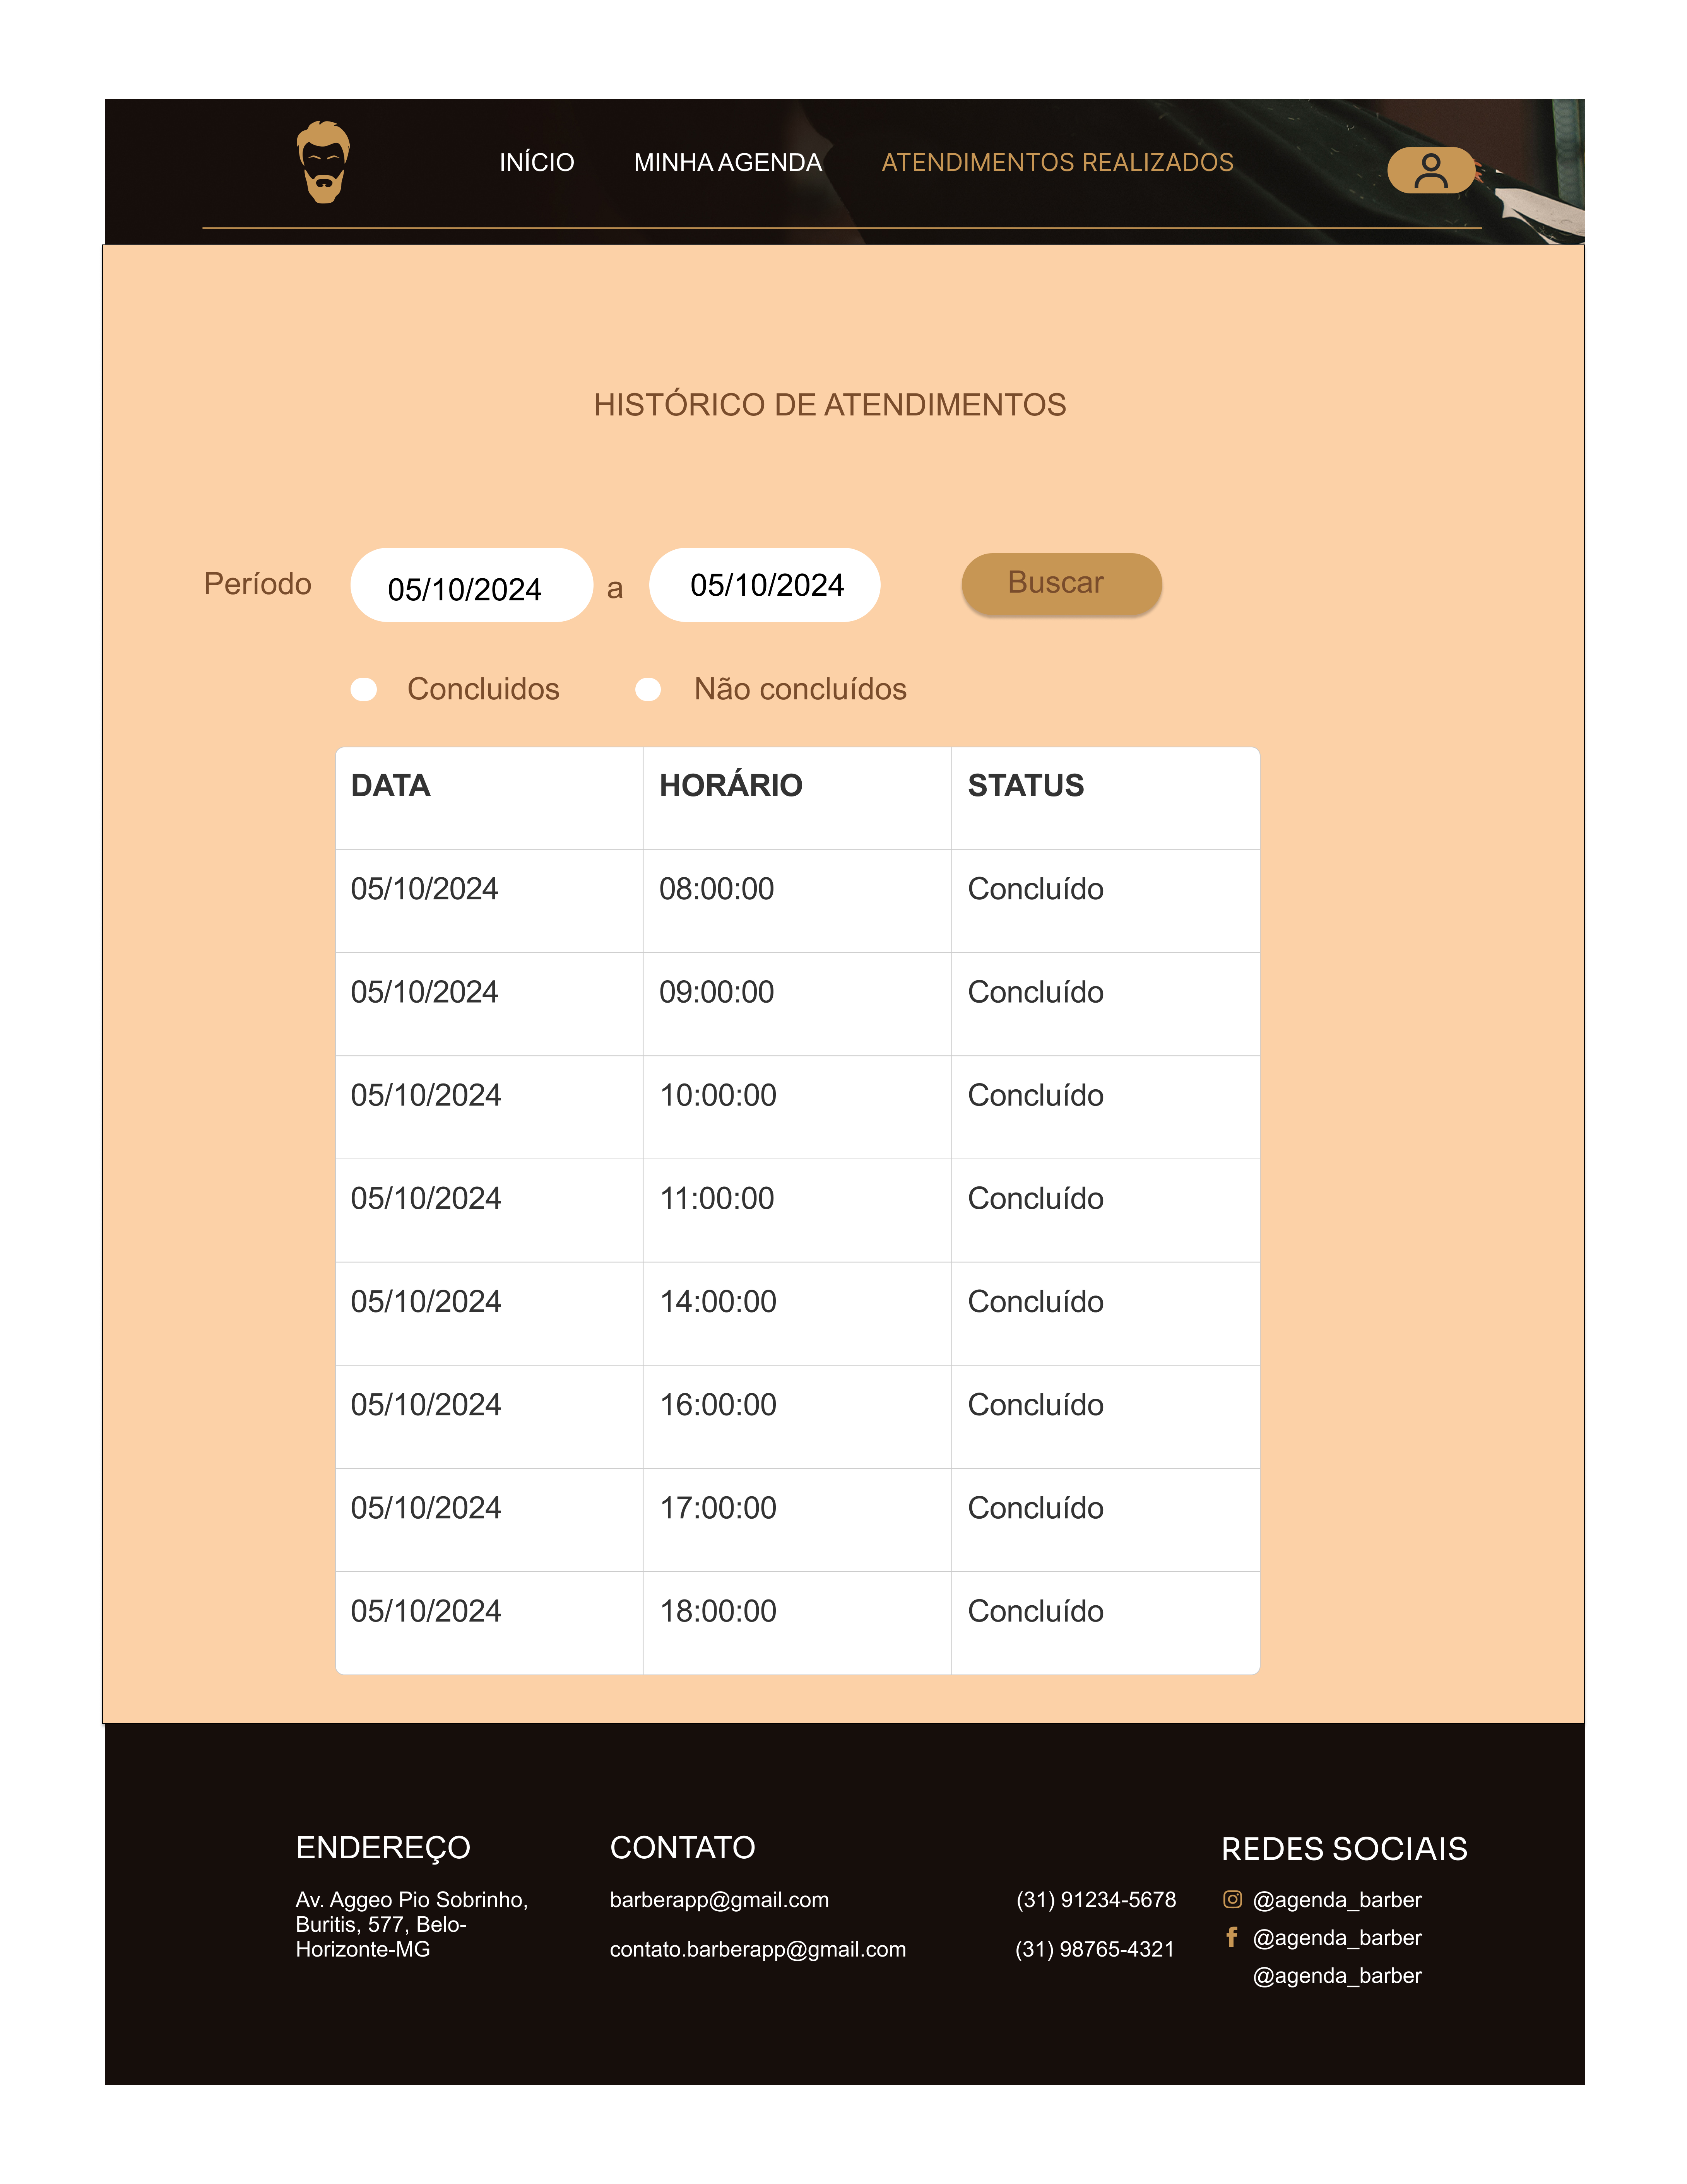 INÍCIO MINHA AGENDA ATENDIMENTOS REALIZADOS
HISTÓRICO DE ATENDIMENTOS
Período 05/10/2024 a 05/10/2024 Buscar
Concluidos Não concluídos
DATA HORÁRIO STATUS
05/10/2024 08:00:00 Concluído
05/10/2024 09:00:00 Concluído
05/10/2024 10:00:00 Concluído
05/10/2024 11:00:00 Concluído
05/10/2024 14:00:00 Concluído
05/10/2024 16:00:00 Concluído
05/10/2024 17:00:00 Concluído
05/10/2024 18:00:00 Concluído
ENDEREÇO
Av. Aggeo Pio Sobrinho,
Buritis, 577, Belo-
Horizonte-MG
CONTATO
barberapp@gmail.com (31) 91234-5678
contato.barberapp@gmail.com (31) 98765-4321
REDES SOCIAIS
@agenda_barber
@agenda_barber
@agenda_barber